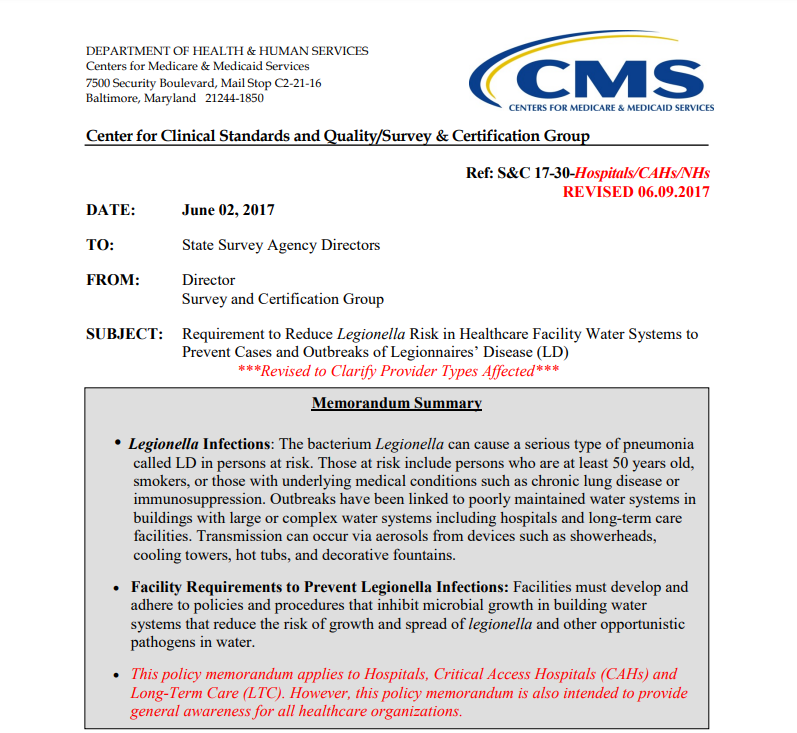 DEPARTMENT OF HEALTH & HUMAN SERVICES
Centers for Medicare & Medicaid Services
7500 Security Boulevard, Mail Stop C2-21-16
Baltimore, Maryland 21244-1850
CMS
CENTERS FOR MEDICARE & MEDICAID SERVICES
Center for Clinical Standards and Quality/Survey & Certification Group
Ref: S&C 17-30-Hospitals/CAHs/NHs
REVISED 06.09.2017
DATE: June 02, 2017
TO: State Survey Agency Directors
FROM: Director
Survey and Certification Group
SUBJECT: Requirement to Reduce Legionella Risk in Healthcare Facility Water Systems to
Prevent Cases and Outbreaks of Legionnaires' Disease (LD)
***Revised to Clarify Provider Types Affected***
Memorandum Summary
• Legionella Infections: The bacterium Legionella can cause a serious type of pneumonia
called LD in persons at risk. Those at risk include persons who are at least 50 years old,
smokers, or those with underlying medical conditions such as chronic lung disease or
immunosuppression. Outbreaks have been linked to poorly maintained water systems in
buildings with large or complex water systems including hospitals and long-term care
facilities. Transmission can occur via aerosols from devices such as showerheads,
cooling towers, hot tubs, and decorative fountains.
• Facility Requirements to Prevent Legionella Infections: Facilities must develop and
adhere to policies and procedures that inhibit microbial growth in building water
systems that reduce the risk of growth and spread of legionella and other opportunistic
pathogens in water.
• This policy memorandum applies to Hospitals, Critical Access Hospitals (CAHs) and
Long-Term Care (LTC). However, this policy memorandum is also intended to provide
general awareness for all healthcare organizations.